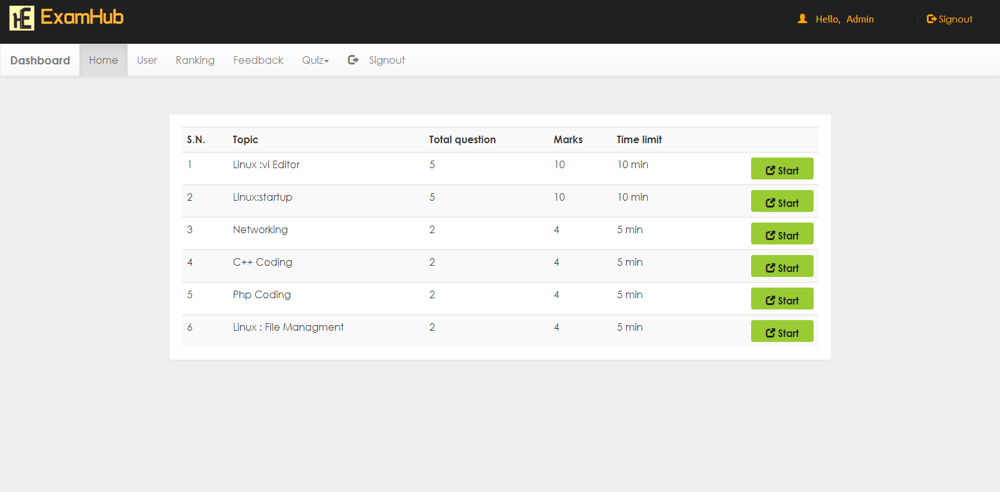 HE ExamHub Hello, Admin Signout
Dashboard Home User Ranking Feedback Quiz Signout
S.N. Topic Total question Marks Time limit
1 Linux :vi Editor 5 10 10 min Start
2 Linux:startup 5 10 10 min Start
3 Networking 2 4 5 min Start
4 C++ Coding 2 4 5 min Start
5 Php Coding 2 4 5 min Start
6 Linux : File Managment 2 4 5 min Start